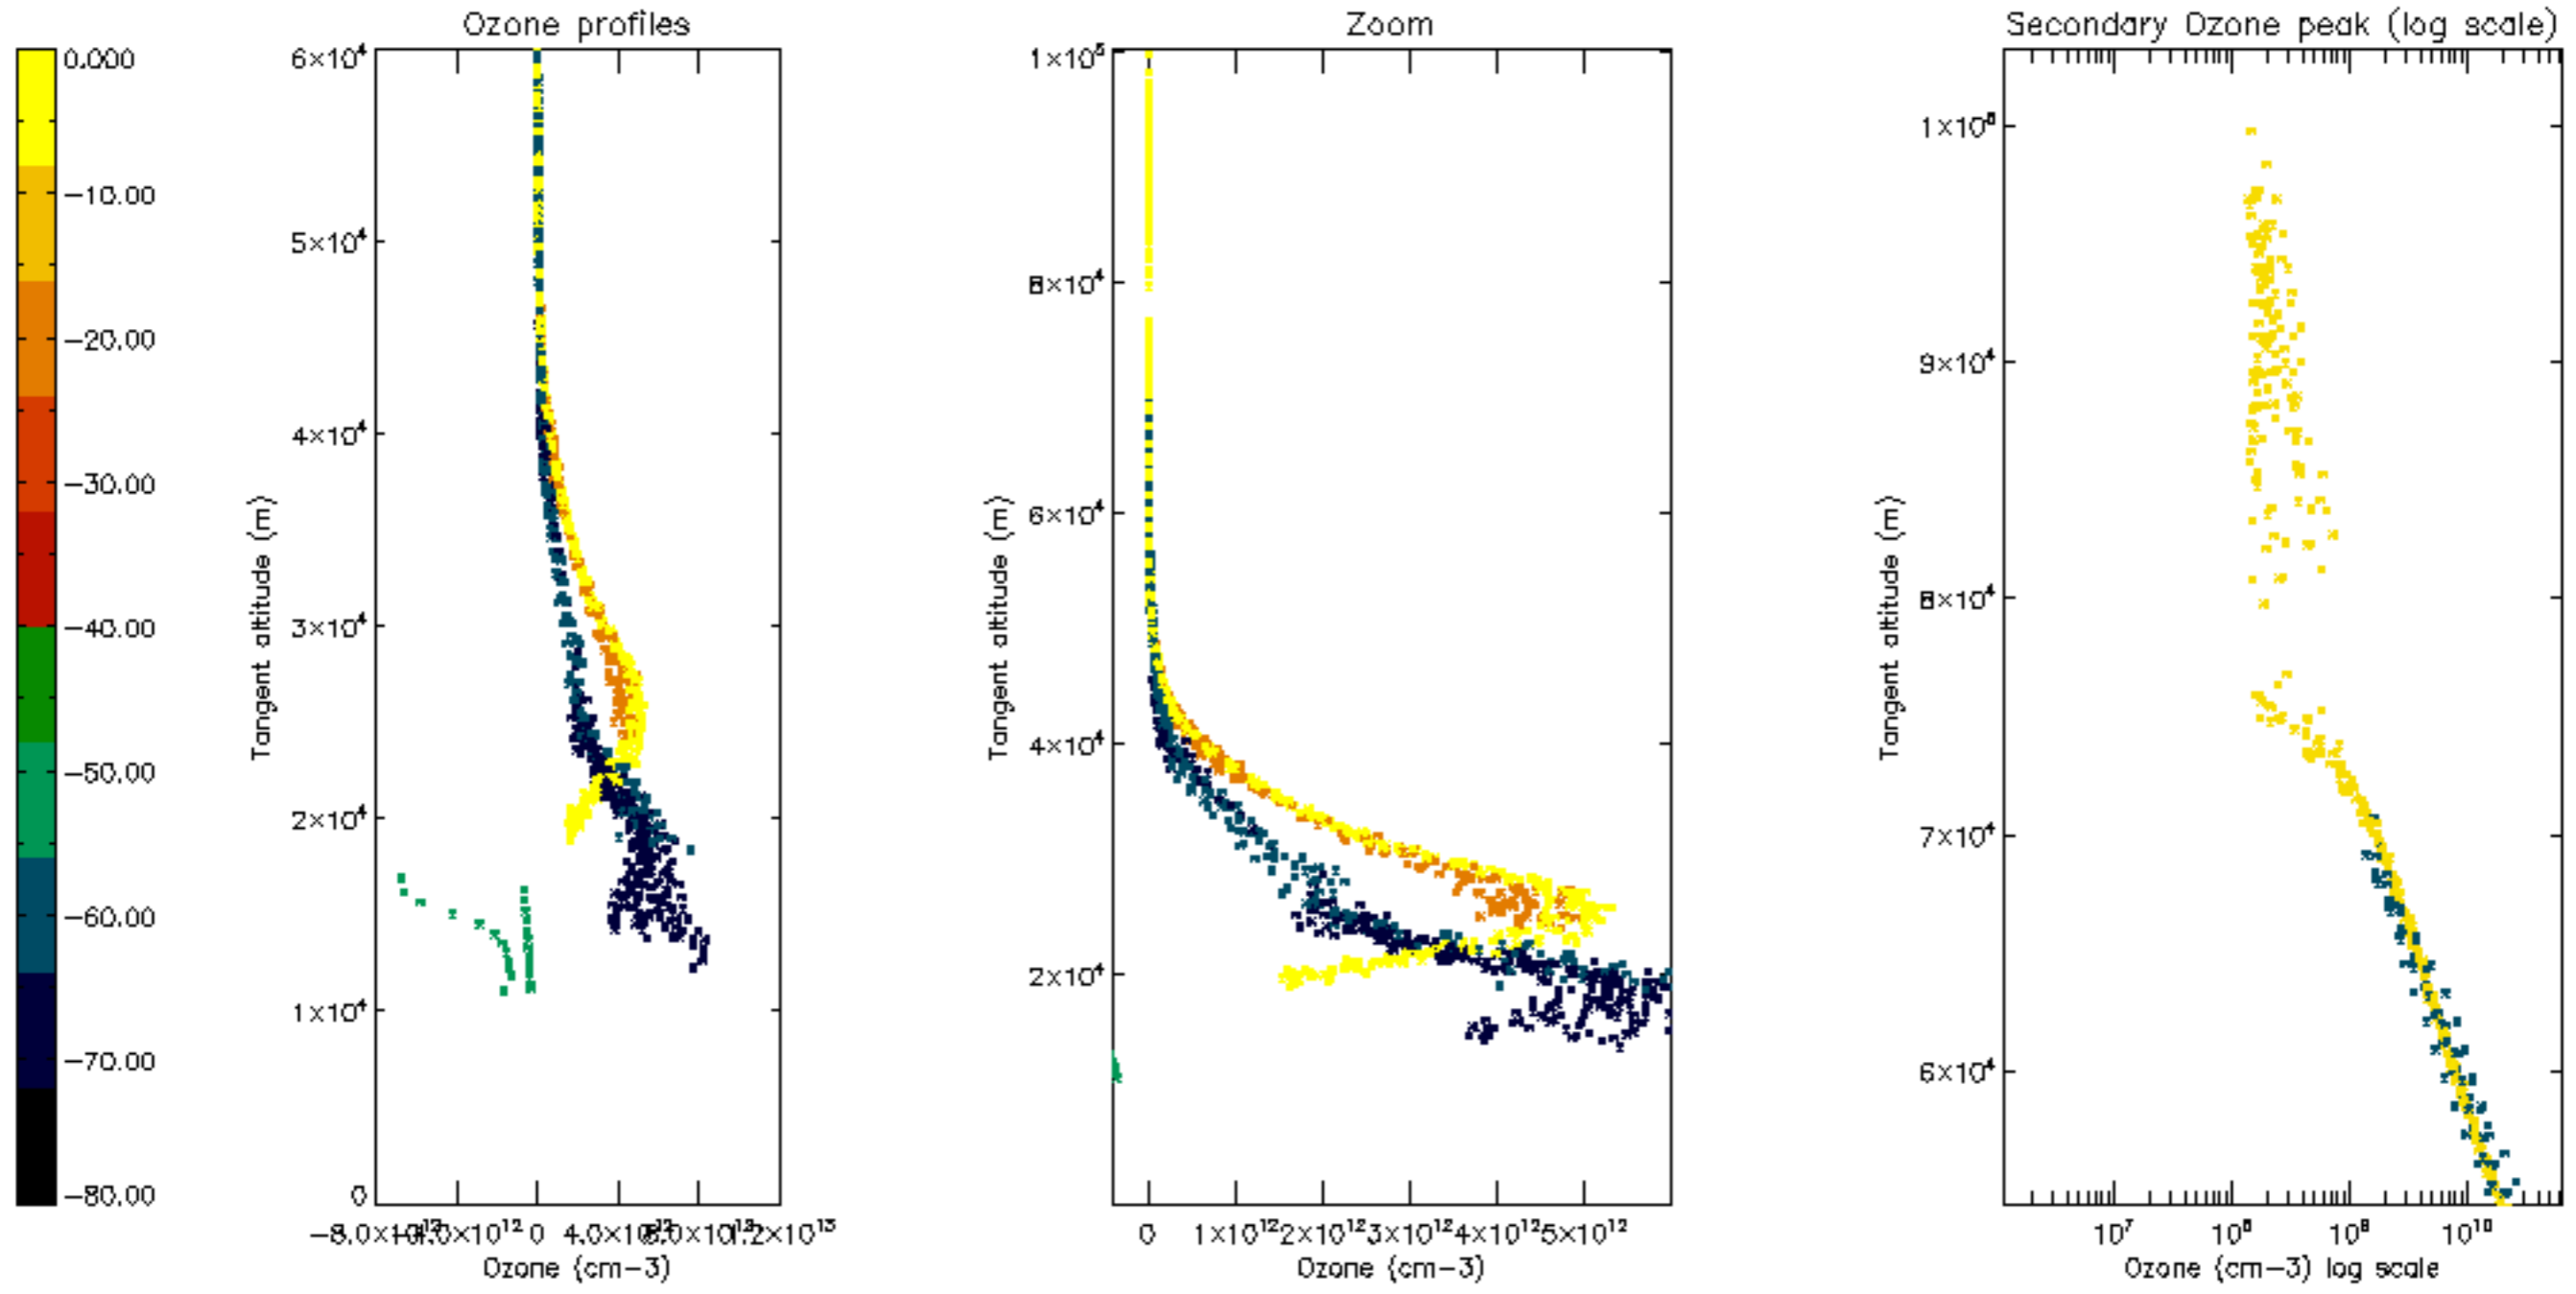 Ozone profiles
Zoom
Secondary Ozone peak (log scale)
0.000
−10.00
−20.00
−30.00
−40.00
−50.00
−60.00
−70.00
−80.00
6×10⁴
5×10⁴
4×10⁴
3×10⁴
2×10⁴
1×10⁴
0
Tangent altitude (m)
0
1.2×10¹³
Ozone (cm−3)
1×10⁵
8×10⁴
6×10⁴
4×10⁴
2×10⁴
Tangent altitude (m)
0 1×10¹² 2×10¹² 3×10¹² 4×10¹² 5×10¹²
Ozone (cm−3)
1×10⁵
9×10⁴
8×10⁴
7×10⁴
6×10⁴
Tangent altitude (m)
10⁷ 10⁸ 10⁹ 10¹⁰
Ozone (cm−3) log scale